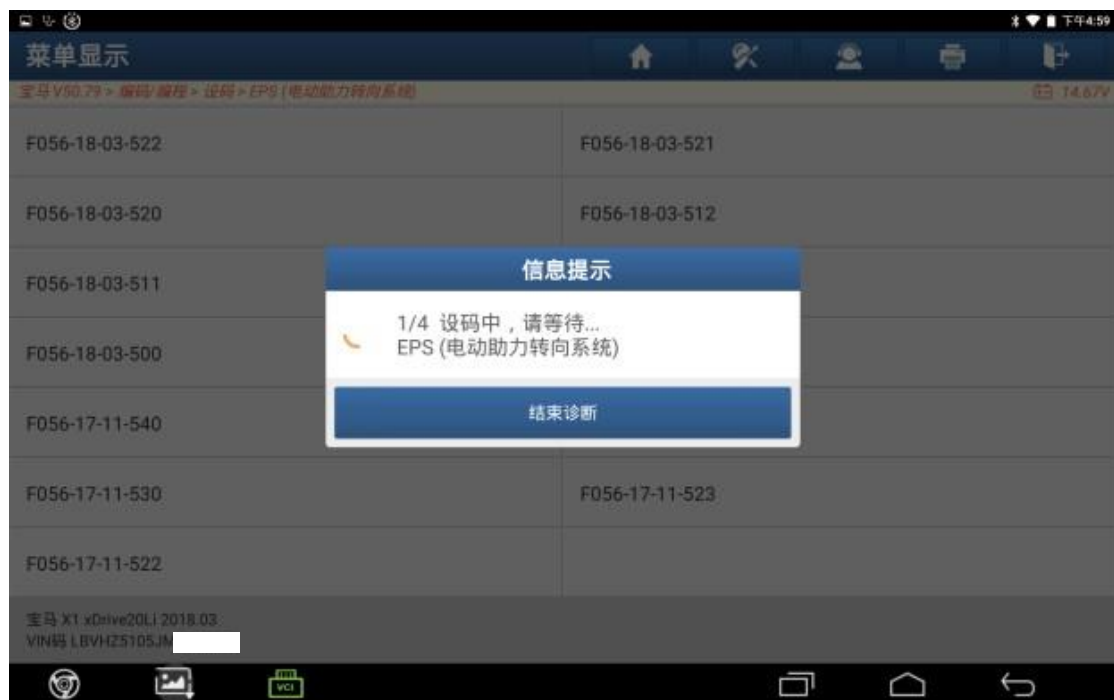 下午4:59
菜单显示
宝马 V50.79 > 编码/编程 > 设码 > EPS (电动助力转向系统)
14.67V
F056-18-03-522
F056-18-03-521
F056-18-03-520
F056-18-03-512
信息提示
F056-18-03-511
1/4 设码中，请等待...
EPS (电动助力转向系统)
F056-18-03-500
结束诊断
F056-17-11-540
F056-17-11-530
F056-17-11-523
F056-17-11-522
宝马 X1 xDrive20Li 2018.03
VIN码 LBVHZ5105JM
VCI